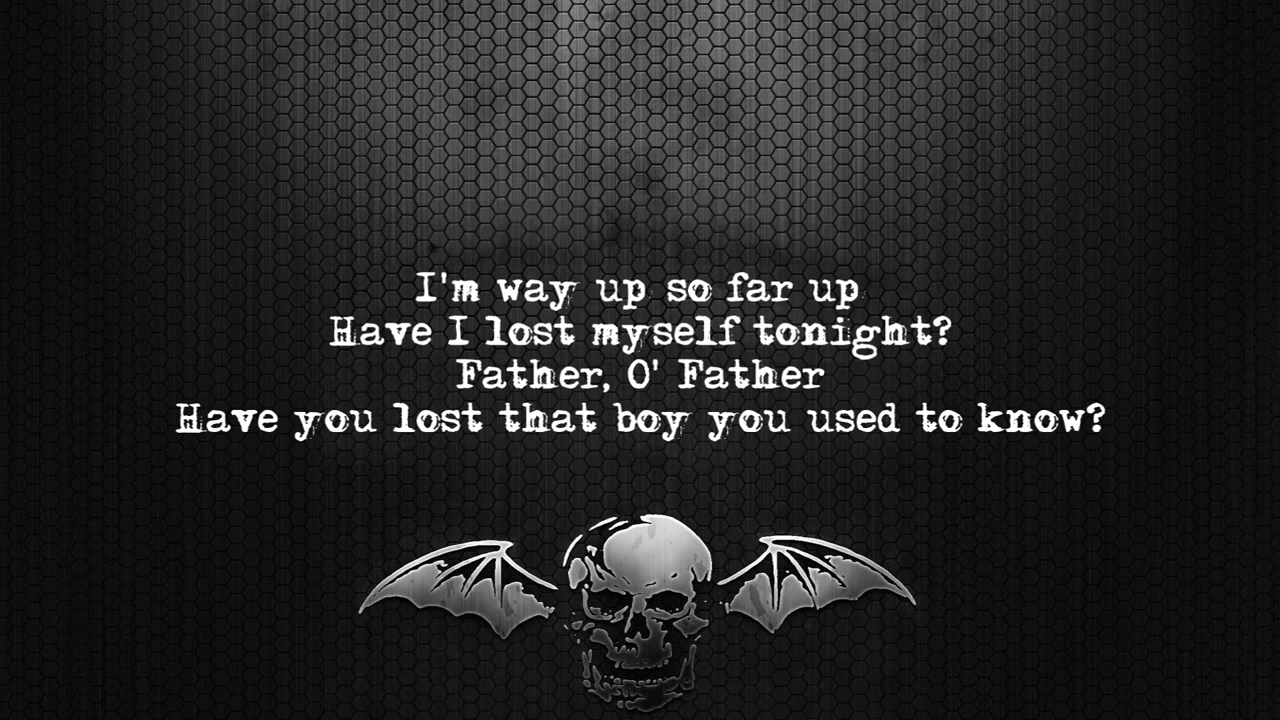 I'm way up so far up
Have I lost myself tonight?
Father, O' Father
Have you lost that boy you used to know?